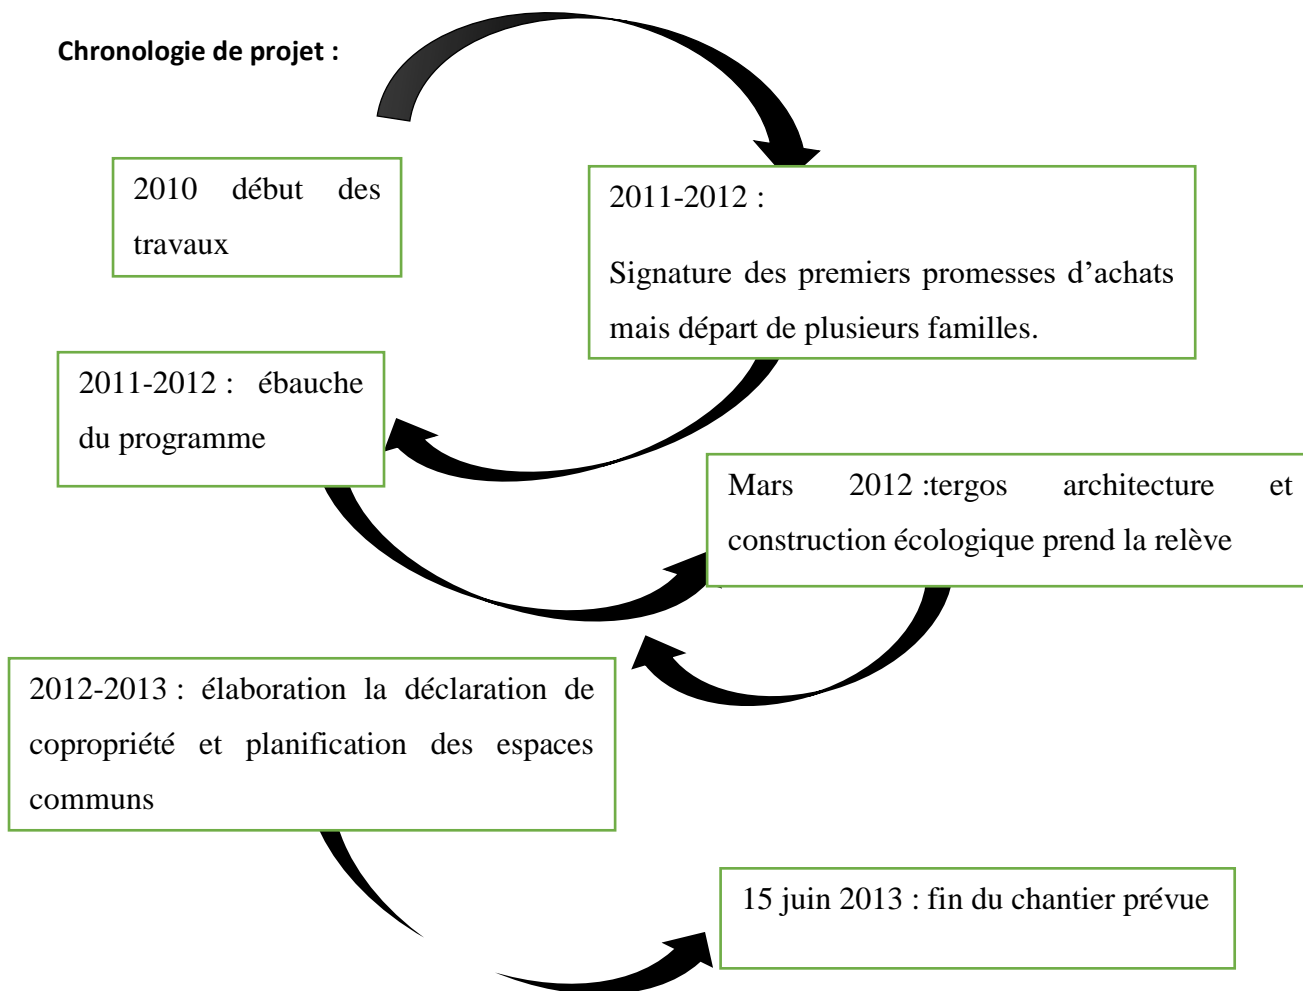 Chronologie de projet :
2010 début des
travaux
2011-2012 :
Signature des premiers promesses d’achats
mais départ de plusieurs familles.
2011-2012 : ébauche
du programme
Mars 2012 :tergos architecture et
construction écologique prend la relève
2012-2013 : élaboration la déclaration de
copropriété et planification des espaces
communs
15 juin 2013 : fin du chantier prévue